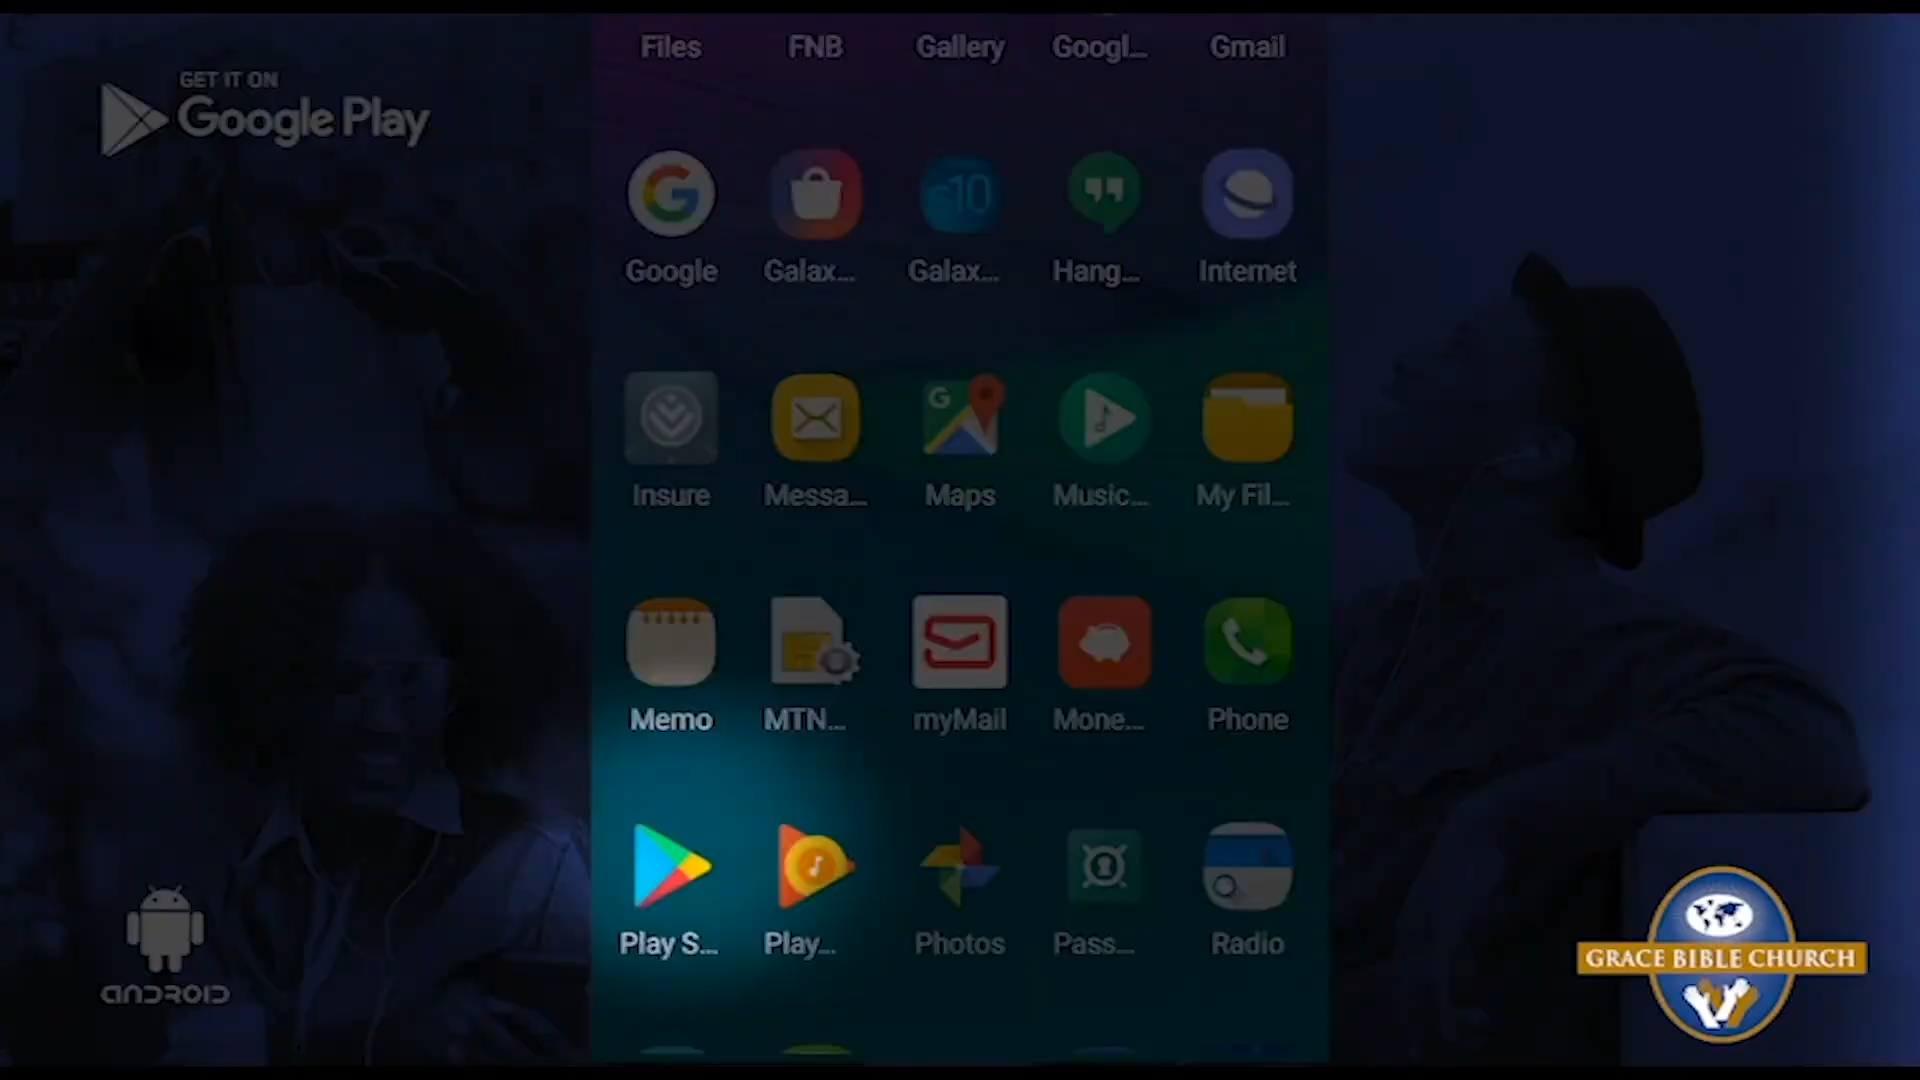 GET IT ON
Google Play
Files
FNB
Gallery
Googl...
Gmail
Google
Galax...
s10
Galax...
Hang...
Internet
Insure
Messa...
G
Maps
Music...
My Fil...
Memo
MTN...
myMail
Mone...
Phone
Play S...
Play...
Photos
Pass...
Radio
ANDROID
GRACE BIBLE CHURCH